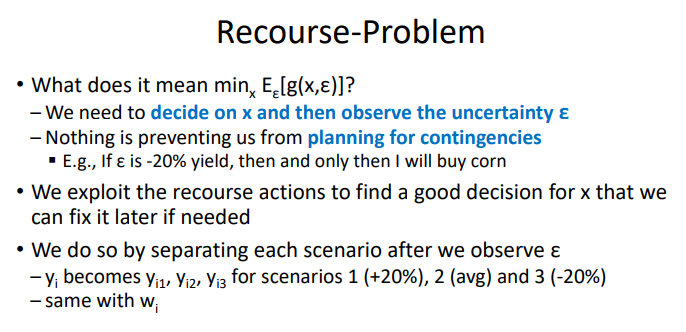 Recourse-Problem
• What does it mean minₓ E_ε[g(x,ε)]?
– We need to decide on x and then observe the uncertainty ε
– Nothing is preventing us from planning for contingencies
▪ E.g., If ε is -20% yield, then and only then I will buy corn
• We exploit the recourse actions to find a good decision for x that we
can fix it later if needed
• We do so by separating each scenario after we observe ε
– yᵢ becomes yᵢ₁, yᵢ₂, yᵢ₃ for scenarios 1 (+20%), 2 (avg) and 3 (-20%)
– same with wᵢ